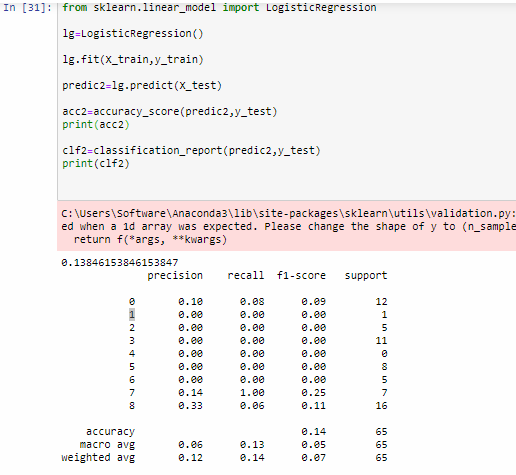 In [31]: from sklearn.linear_model import LogisticRegression
lg=LogisticRegression()
lg.fit(X_train,y_train)
predic2=lg.predict(X_test)
acc2=accuracy_score(predic2,y_test)
print(acc2)
clf2=classification_report(predic2,y_test)
print(clf2)
C:\Users\Software\Anaconda3\lib\site-packages\sklearn\utils\validation.py:
ed when a 1d array was expected. Please change the shape of y to (n_sample
return f(*args, **kwargs)
0.13846153846153847
precision recall f1-score support
0 0.10 0.08 0.09 12
1 0.00 0.00 0.00 1
2 0.00 0.00 0.00 5
3 0.00 0.00 0.00 11
4 0.00 0.00 0.00 0
5 0.00 0.00 0.00 8
6 0.00 0.00 0.00 5
7 0.14 1.00 0.25 7
8 0.33 0.06 0.11 16
accuracy 0.14 65
macro avg 0.06 0.13 0.05 65
weighted avg 0.12 0.14 0.07 65